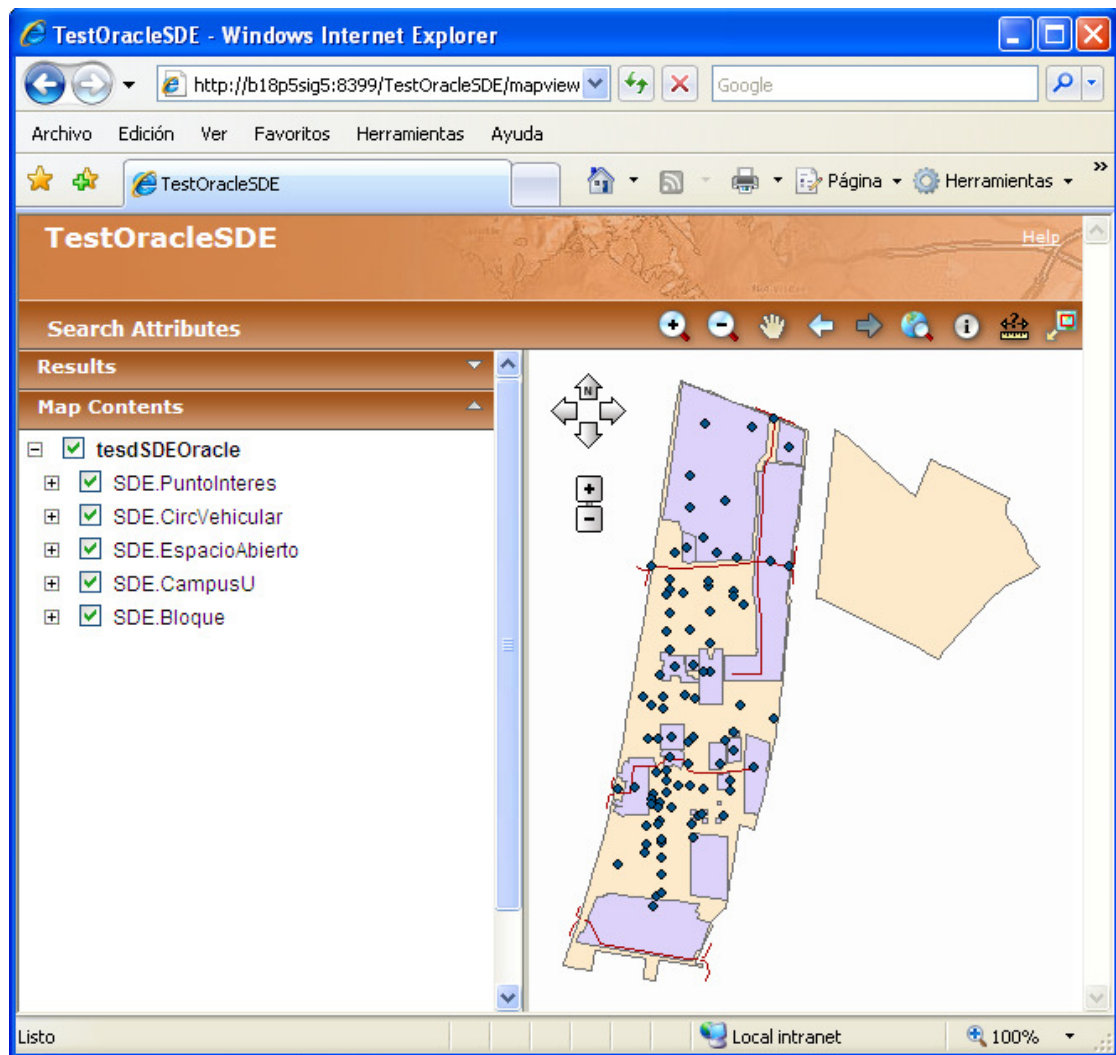 TestOracleSDE - Windows Internet Explorer
http://b18p5sig5:8399/TestOracleSDE/mapview
Google
Archivo Edición Ver Favoritos Herramientas Ayuda
TestOracleSDE
Página Herramientas »
TestOracleSDE
Help
Search Attributes
Results
Map Contents
tesdSDEOracle
SDE.PuntoInteres
SDE.CircVehicular
SDE.EspacioAbierto
SDE.CampusU
SDE.Bloque
N
Listo
Local intranet
100%